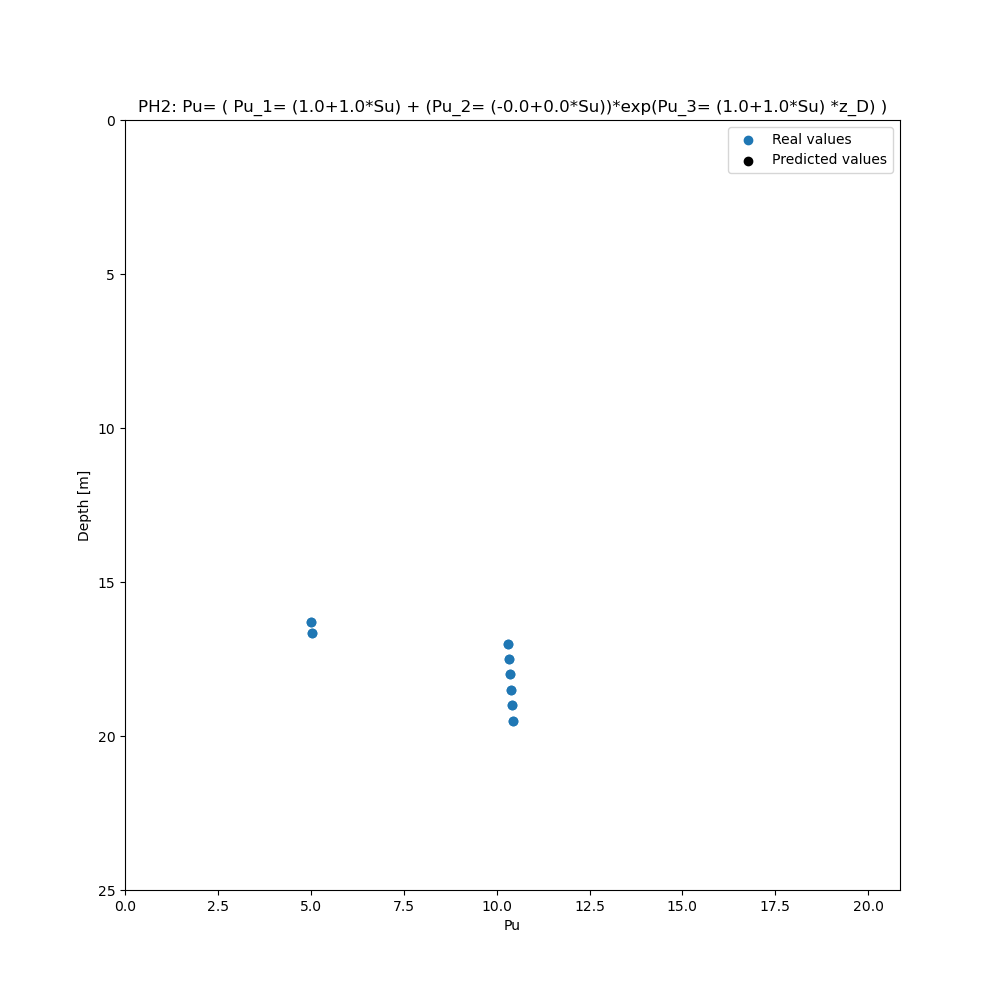 PH2: Pu= ( Pu_1= (1.0+1.0*Su) + (Pu_2= (-0.0+0.0*Su))*exp(Pu_3= (1.0+1.0*Su) *z_D) )
Real values
Predicted values
0
5
10
15
20
25
Depth [m]
0.0 2.5 5.0 7.5 10.0 12.5 15.0 17.5 20.0
Pu